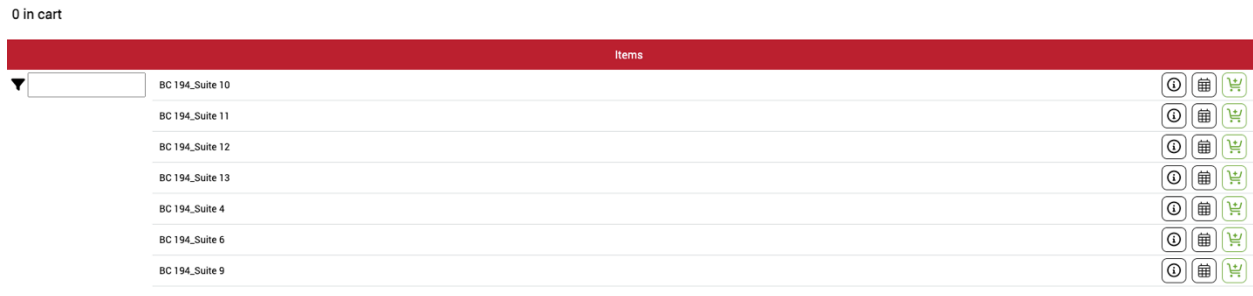 0 in cart
Items
BC 194_Suite 10
BC 194_Suite 11
BC 194_Suite 12
BC 194_Suite 13
BC 194_Suite 4
BC 194_Suite 6
BC 194_Suite 9